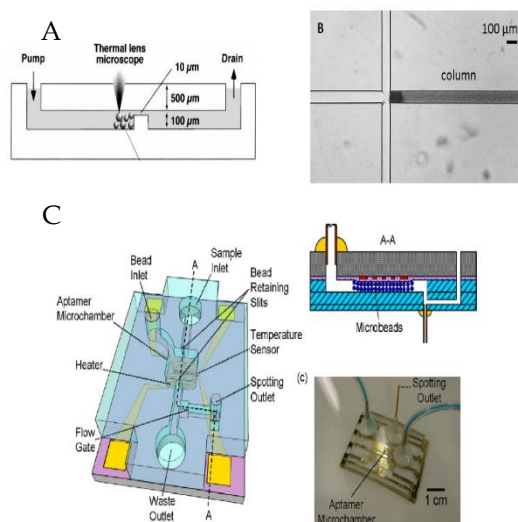 A
Thermal lens
microscope
Pump
10 µm
Drain
500 µm
100 µm
B
100 µm
column
C
A
Sample
Inlet
Bead
Inlet
Bead
Retaining
Slits
Aptamer
Microchamber
Temperature
Sensor
Heater
Spotting
Outlet
Flow
Gate
Waste
Outlet
A
A-A
Microbeads
(c)
Spotting
Outlet
Aptamer
Microchamber
1 cm